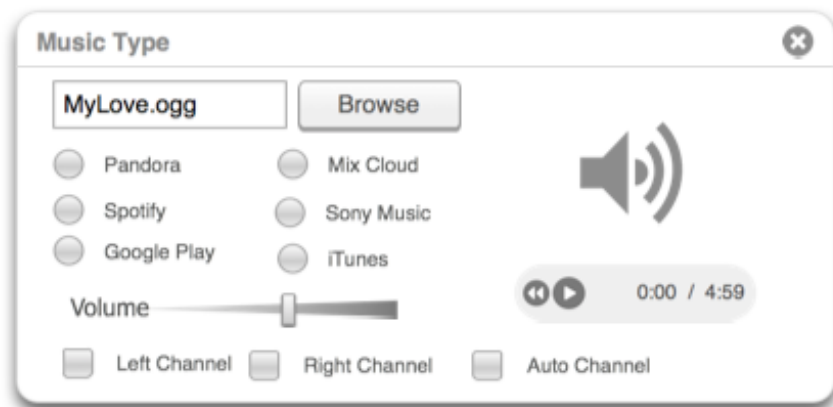 Music Type
MyLove.ogg Browse
Pandora Mix Cloud
Spotify Sony Music
Google Play iTunes
Volume 0:00 / 4:59
Left Channel Right Channel Auto Channel